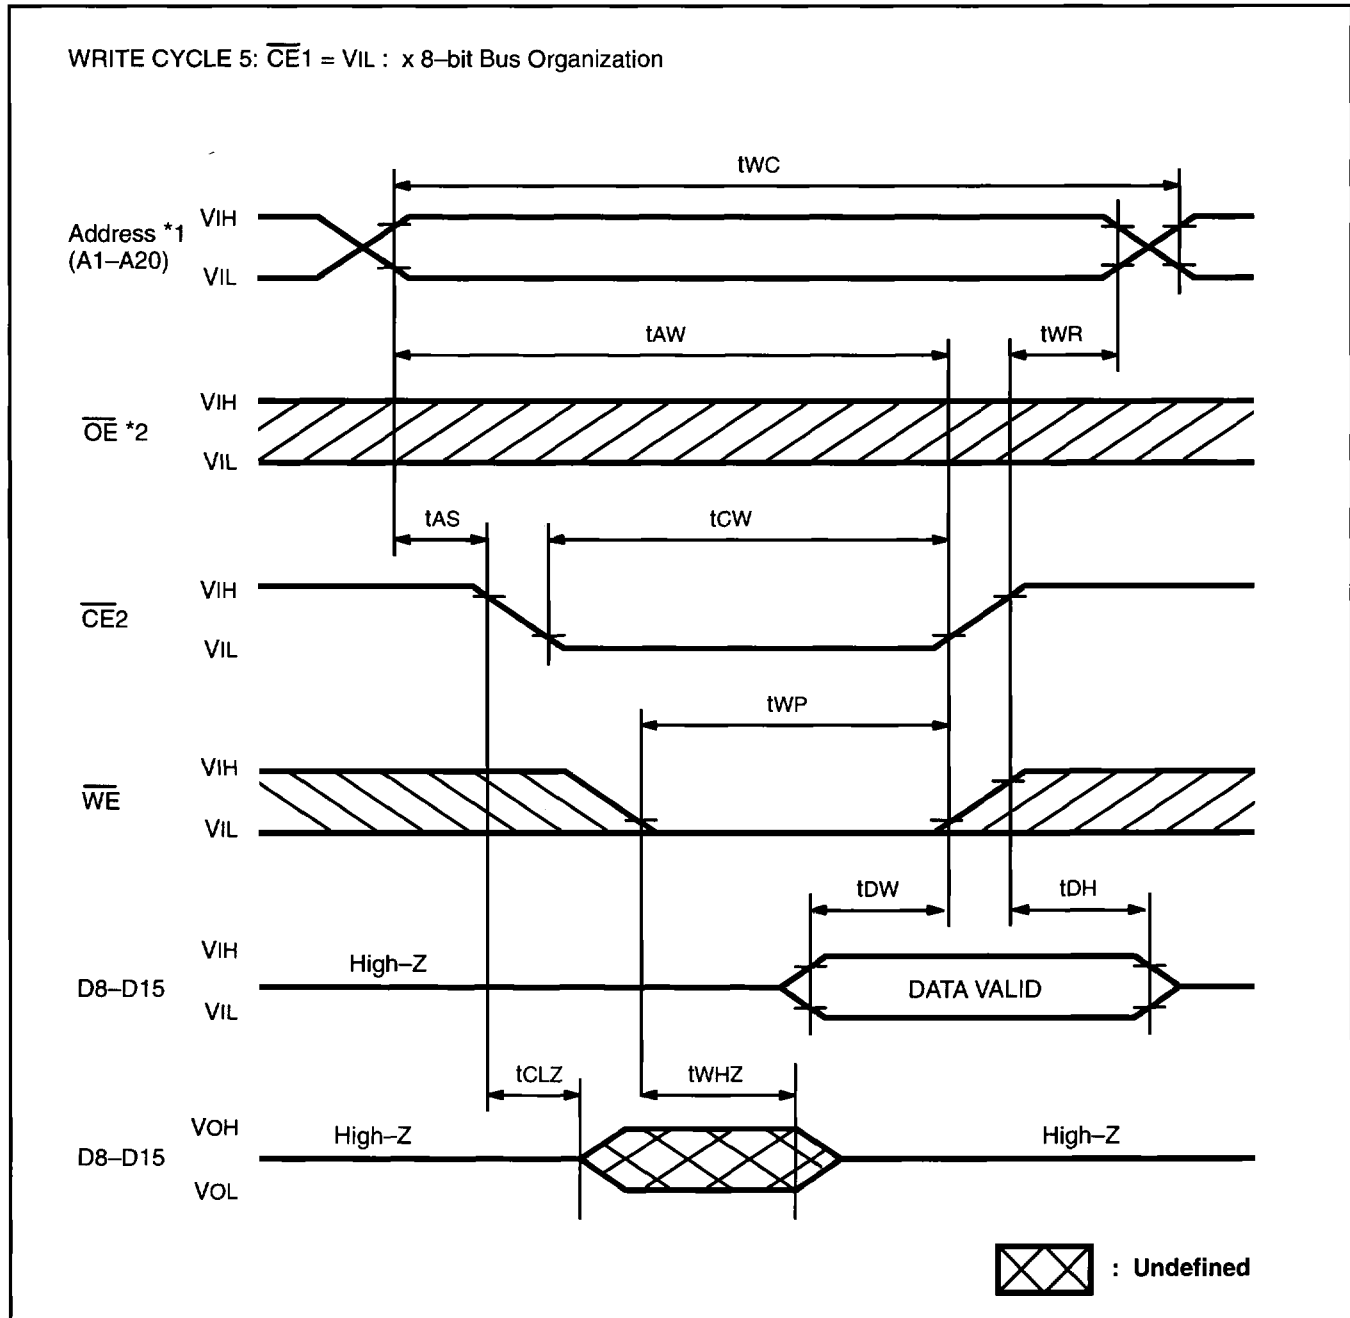 WRITE CYCLE 5: CE1 = VIL : x 8–bit Bus Organization
tWC
Address *1
(A1–A20)
VIH
VIL
tAW
tWR
OE *2
VIH
VIL
tAS
tCW
CE2
VIH
VIL
tWP
WE
VIH
VIL
tDW
tDH
D8–D15
VIH
VIL
High–Z
DATA VALID
tCLZ
tWHZ
D8–D15
VOH
VOL
High–Z
High–Z
: Undefined